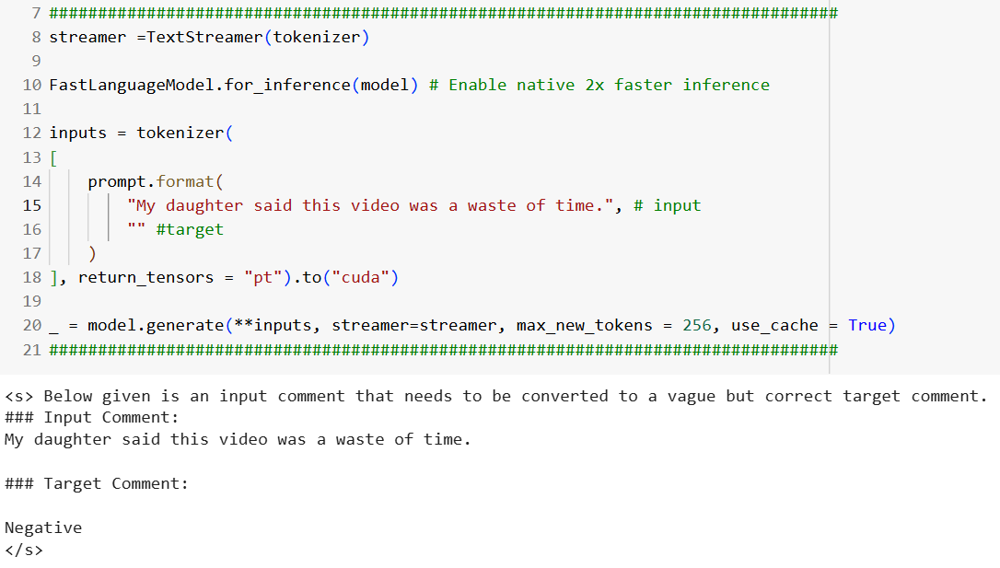 7 #################################################################################
8 streamer =TextStreamer(tokenizer)
9
10 FastLanguageModel.for_inference(model) # Enable native 2x faster inference
11
12 inputs = tokenizer(
13 [
14     prompt.format(
15         "My daughter said this video was a waste of time.", # input
16         "" #target
17     )
18 ], return_tensors = "pt").to("cuda")
19
20 _ = model.generate(**inputs, streamer=streamer, max_new_tokens = 256, use_cache = True)
21 #################################################################################
<s> Below given is an input comment that needs to be converted to a vague but correct target comment.
### Input Comment:
My daughter said this video was a waste of time.

### Target Comment:

Negative
</s>